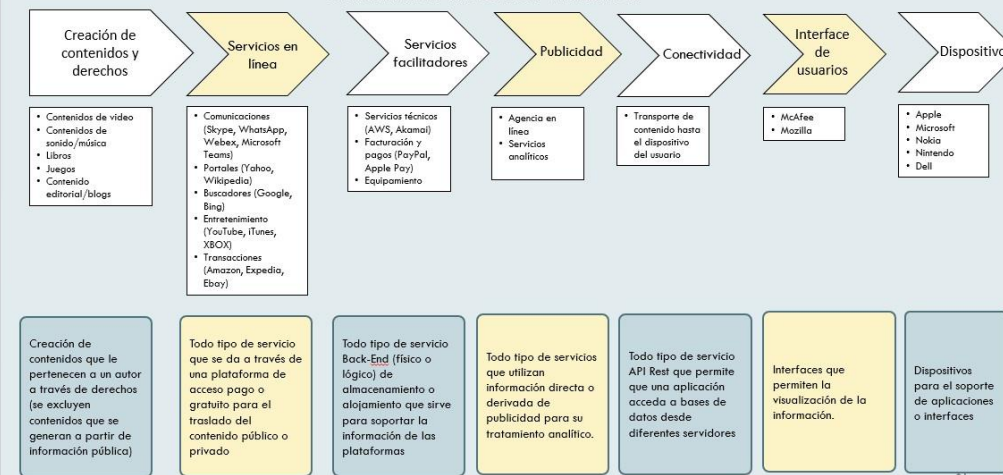 Creación de
contenidos y
derechos
Servicios en
línea
Servicios
facilitadores
Publicidad
Conectividad
Interface
de
usuarios
Dispositivo
• Contenidos de video
• Contenidos de
sonido/música
• Libros
• Juegos
• Contenido
editorial/blogs
• Comunicaciones
(Skype, WhatsApp,
Webex, Microsoft
Teams)
• Portales (Yahoo,
Wikipedia)
• Buscadores (Google,
Bing)
• Entretenimiento
(YouTube, iTunes,
XBOX)
• Transacciones
(Amazon, Expedia,
Ebay)
• Servicios técnicos
(AWS, Akamai)
• Facturación y
pagos (PayPal,
Apple Pay)
• Equipamiento
• Agencia en
línea
• Servicios
analíticos
• Transporte de
contenido hasta
el dispositivo
del usuario
• McAfee
• Mozilla
• Apple
• Microsoft
• Nokia
• Nintendo
• Dell
Creación de
contenidos que le
pertenecen a un autor
a través de derechos
(se excluyen
contenidos que se
generan a partir de
información pública)
Todo tipo de servicio
que se da a través de
una plataforma de
acceso pago o
gratuito para el
traslado del
contenido público o
privado
Todo tipo de servicio
Back-End (físico o
lógico) de
almacenamiento o
alojamiento que sirve
para soportar la
información de las
plataformas
Todo tipo de servicios
que utilizan
información directa o
derivada de
publicidad para su
tratamiento analítico.
Todo tipo de servicio
API Rest que permite
que una aplicación
acceda a bases de
datos desde
diferentes servidores
Interfaces que
permiten la
visualización de la
información.
Dispositivos
para el soporte
de aplicaciones
o interfaces